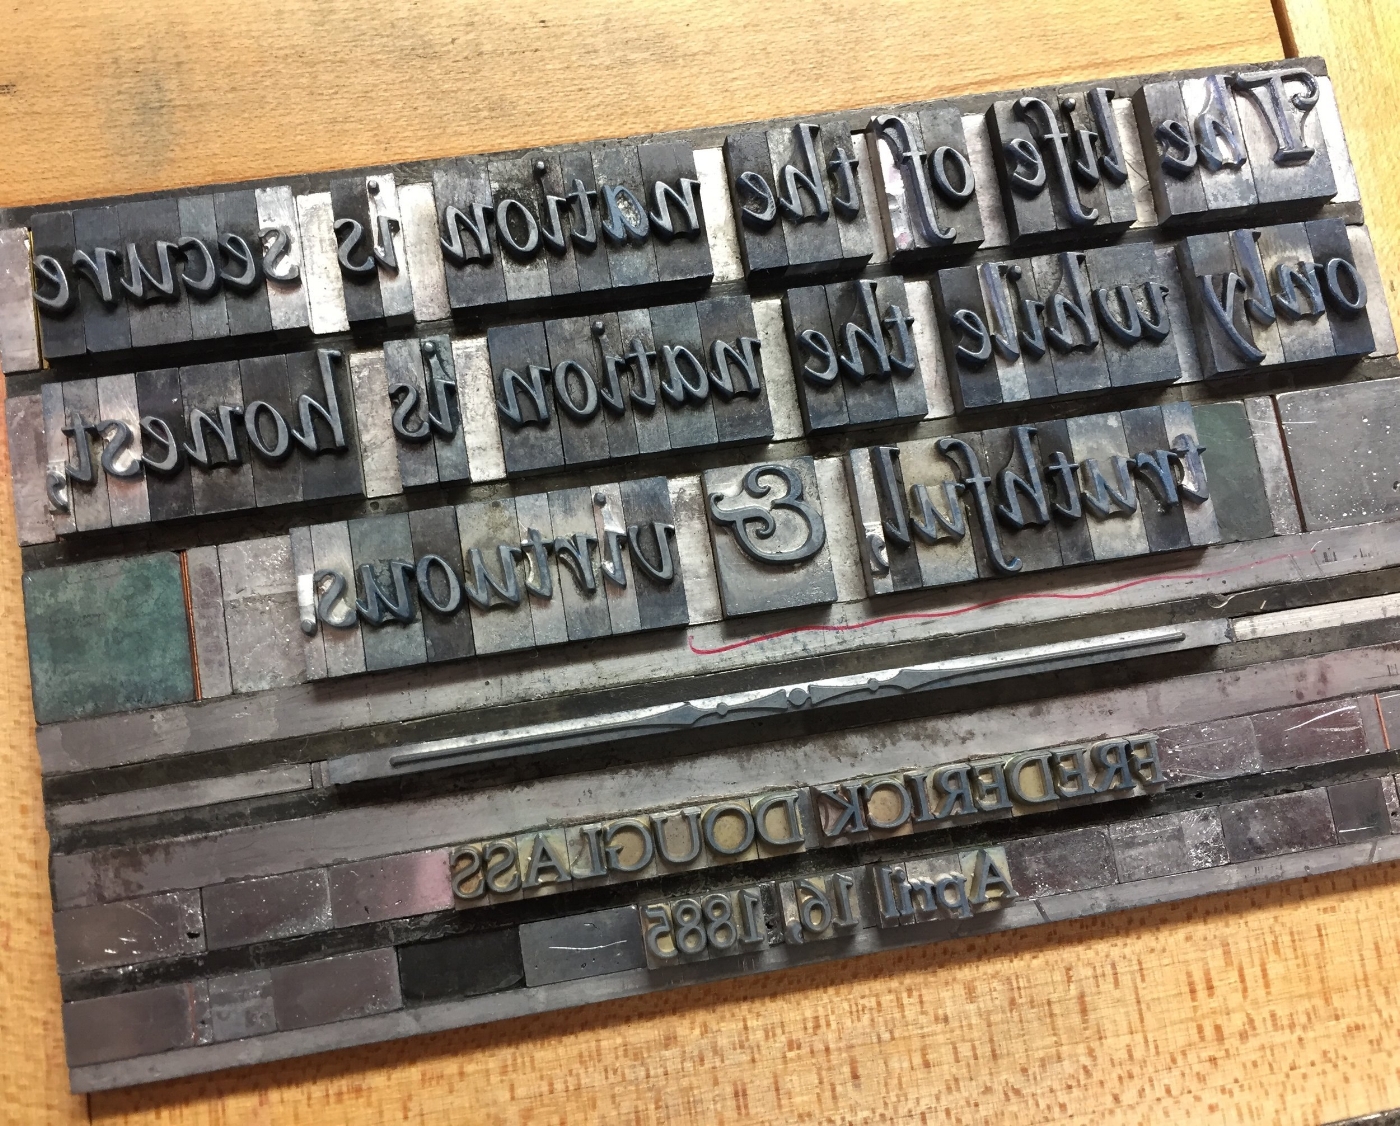 The life of the nation is secure
only while the nation is honest,
truthful, & virtuous.
FREDERICK DOUGLASS
April 16, 1885